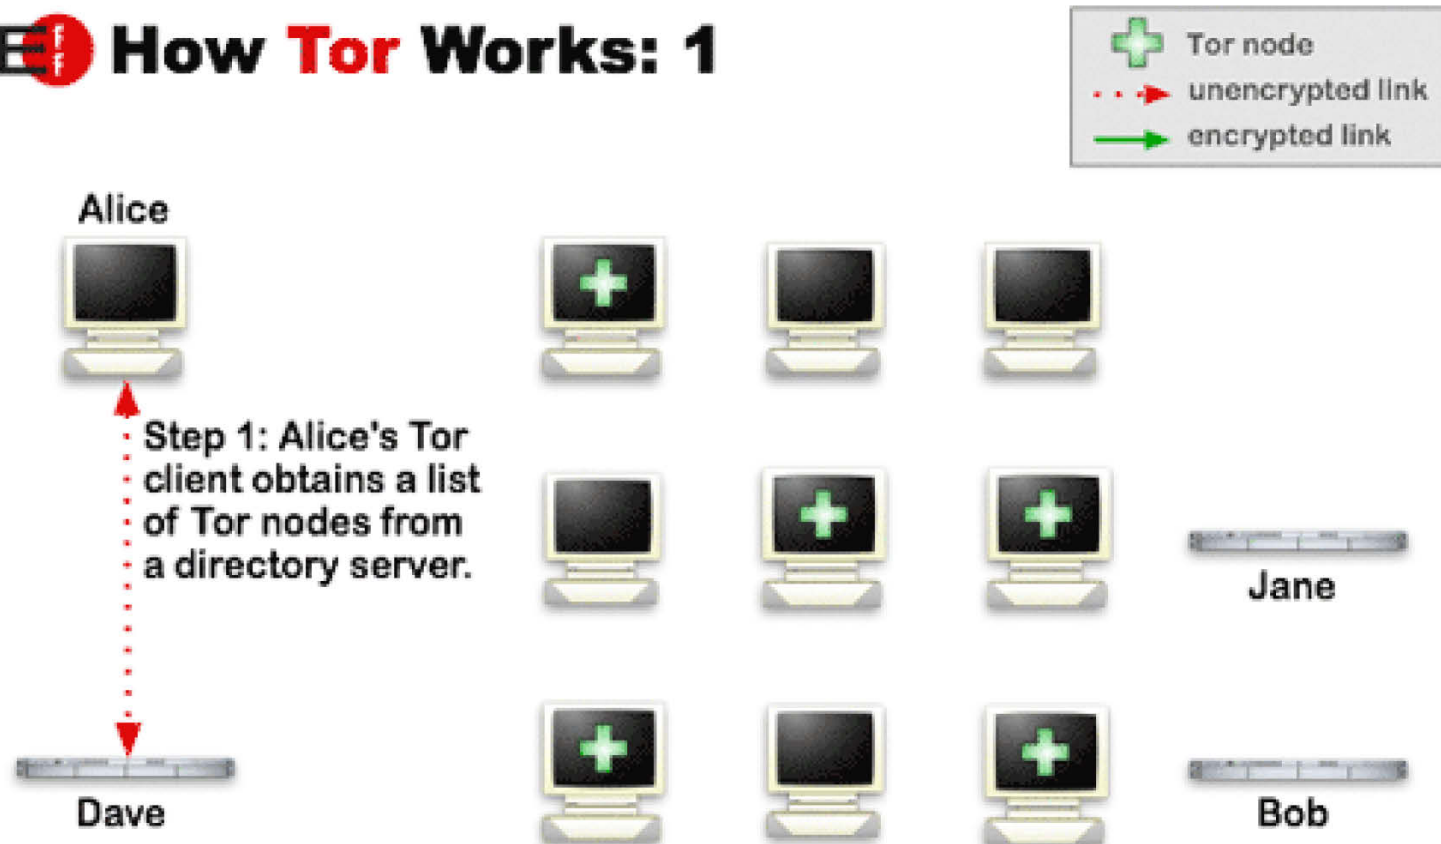 EFF How Tor Works: 1
Tor node
unencrypted link
encrypted link
Alice
Step 1: Alice's Tor
client obtains a list
of Tor nodes from
a directory server.
Jane
Dave
Bob